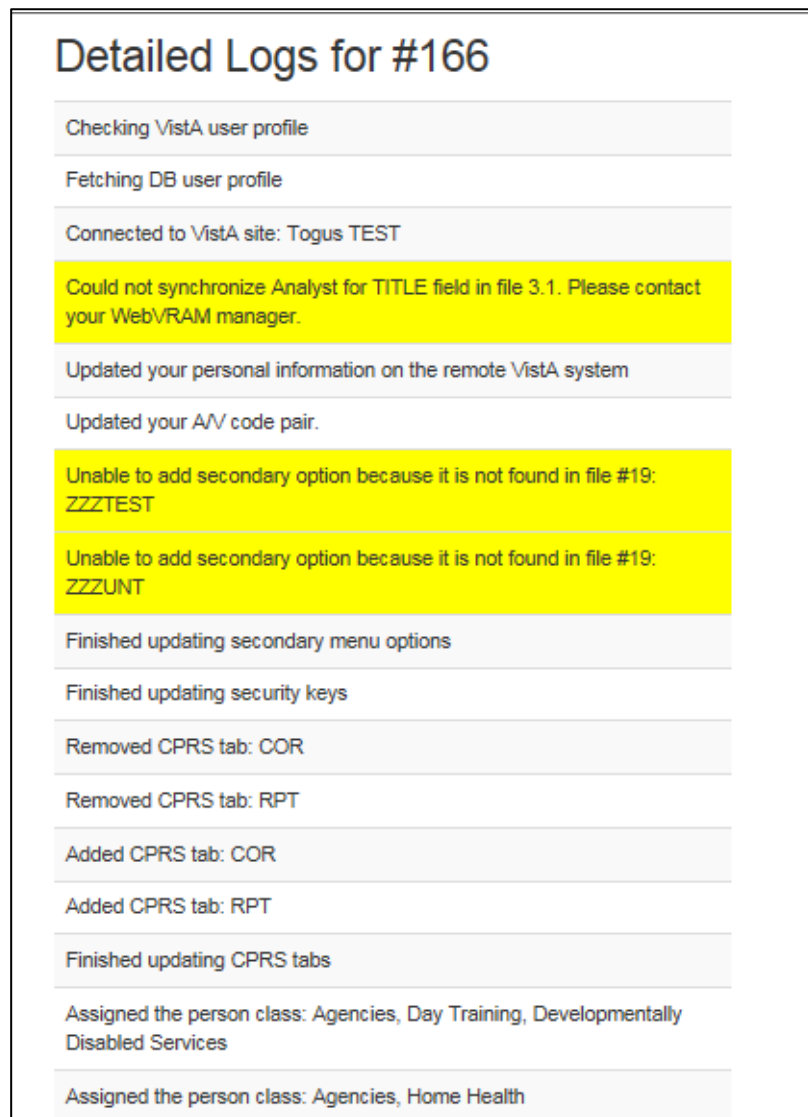 Detailed Logs for #166
Checking VistA user profile
Fetching DB user profile
Connected to VistA site: Togus TEST
Could not synchronize Analyst for TITLE field in file 3.1. Please contact
your WebVRAM manager.
Updated your personal information on the remote VistA system
Updated your A/V code pair.
Unable to add secondary option because it is not found in file #19:
ZZZTEST
Unable to add secondary option because it is not found in file #19:
ZZZUNT
Finished updating secondary menu options
Finished updating security keys
Removed CPRS tab: COR
Removed CPRS tab: RPT
Added CPRS tab: COR
Added CPRS tab: RPT
Finished updating CPRS tabs
Assigned the person class: Agencies, Day Training, Developmentally
Disabled Services
Assigned the person class: Agencies, Home Health